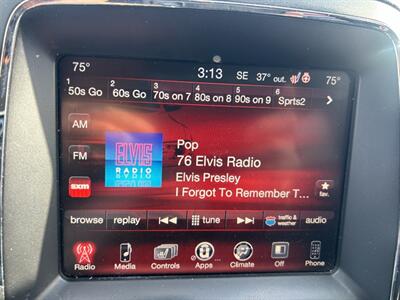 75° 3:13 SE 37° out. 75°
1 2 3 4 5 6
50s Go 60s Go 70s on 7 80s on 8 90s on 9 Sprts2
AM
FM
sxm
ELVIS
RADIO
Pop
76 Elvis Radio
Elvis Presley
I Forgot To Remember T...
fav.
browse replay tune traffic & weather audio
Radio Media Controls Apps Climate Off Phone